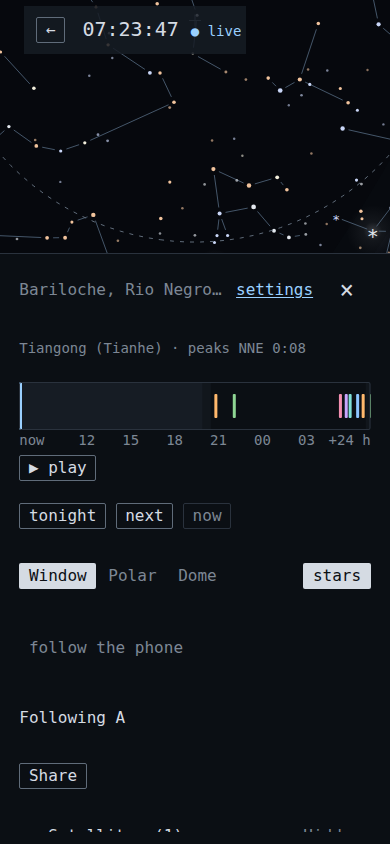 ← 07:23:47 ● live
Bariloche, Rio Negro… settings ×
Tiangong (Tianhe) · peaks NNE 0:08
now 12 15 18 21 00 03 +24 h
▶ play
tonight next now
Window Polar Dome stars
follow the phone
Following A
Share